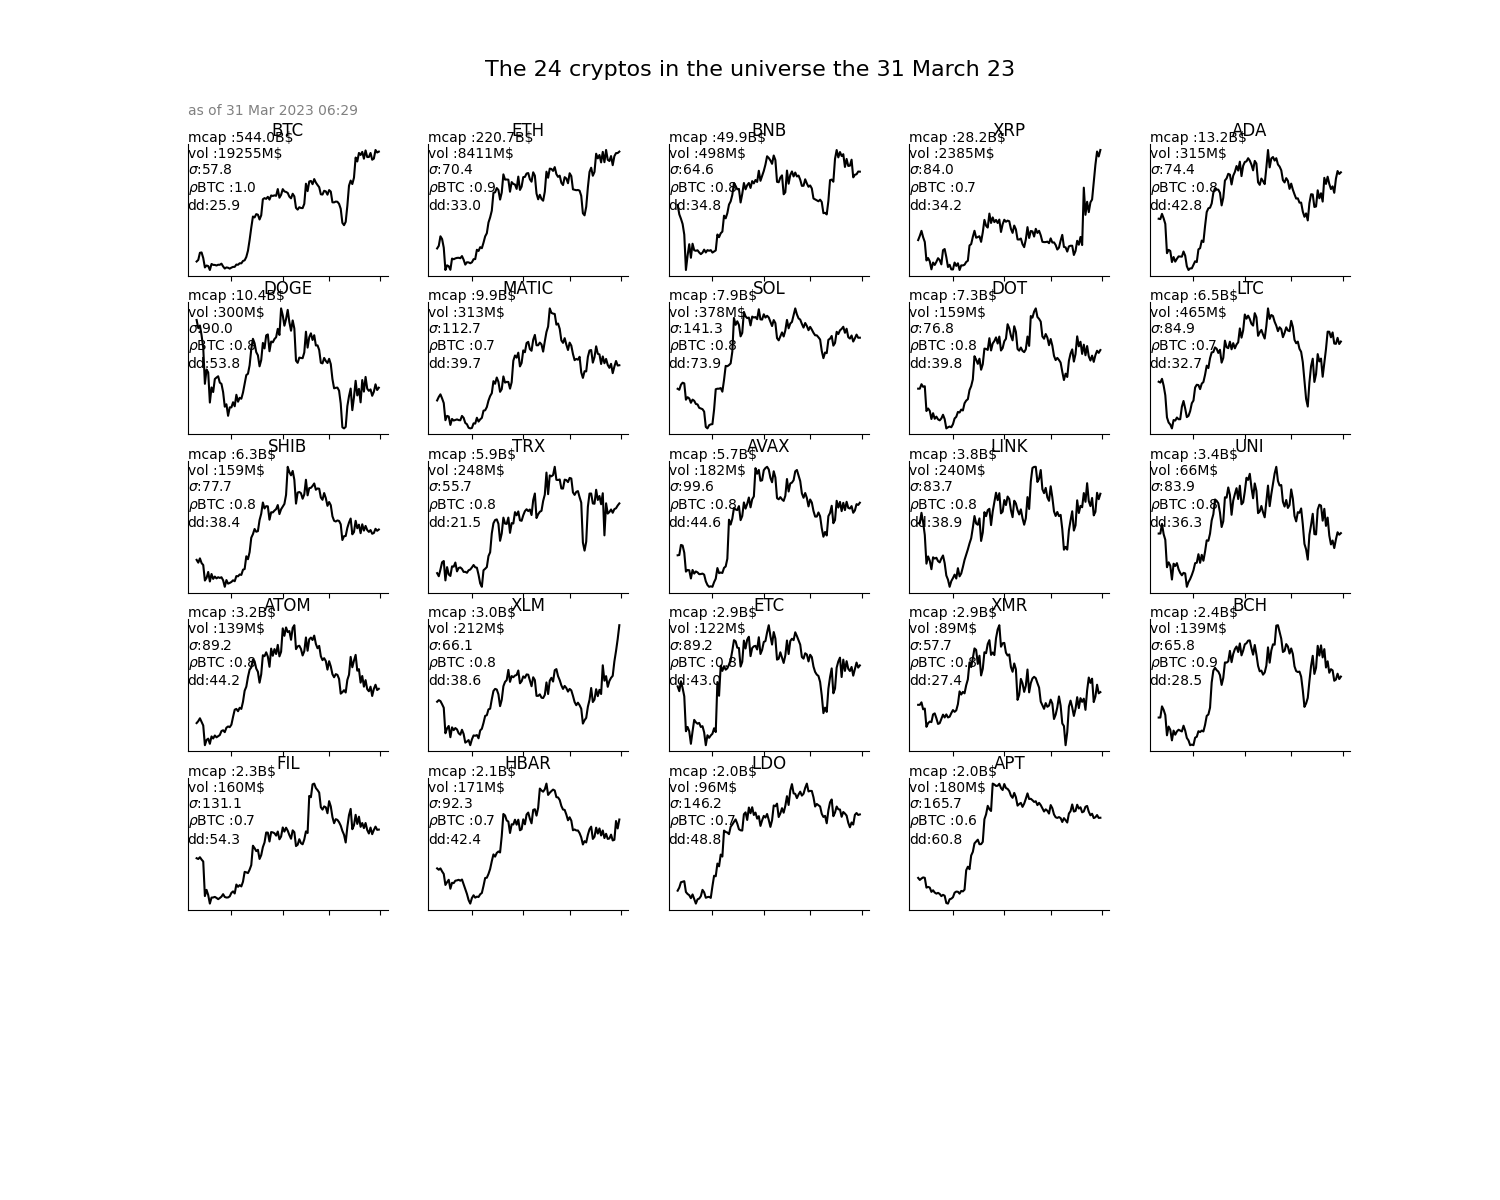 The 24 cryptos in the universe the 31 March 23
as of 31 Mar 2023 06:29
BTC
mcap :544.0B$
vol :19255M$
σ:57.8
ρBTC :1.0
dd:25.9
ETH
mcap :220.7B$
vol :8411M$
σ:70.4
ρBTC :0.9
dd:33.0
BNB
mcap :49.9B$
vol :498M$
σ:64.6
ρBTC :0.8
dd:34.8
XRP
mcap :28.2B$
vol :2385M$
σ:84.0
ρBTC :0.7
dd:34.2
ADA
mcap :13.2B$
vol :315M$
σ:74.4
ρBTC :0.8
dd:42.8
DOGE
mcap :10.4B$
vol :300M$
σ:90.0
ρBTC :0.8
dd:53.8
MATIC
mcap :9.9B$
vol :313M$
σ:112.7
ρBTC :0.7
dd:39.7
SOL
mcap :7.9B$
vol :378M$
σ:141.3
ρBTC :0.8
dd:73.9
DOT
mcap :7.3B$
vol :159M$
σ:76.8
ρBTC :0.8
dd:39.8
LTC
mcap :6.5B$
vol :465M$
σ:84.9
ρBTC :0.7
dd:32.7
SHIB
mcap :6.3B$
vol :159M$
σ:77.7
ρBTC :0.8
dd:38.4
TRX
mcap :5.9B$
vol :248M$
σ:55.7
ρBTC :0.8
dd:21.5
AVAX
mcap :5.7B$
vol :182M$
σ:99.6
ρBTC :0.8
dd:44.6
LINK
mcap :3.8B$
vol :240M$
σ:83.7
ρBTC :0.8
dd:38.9
UNI
mcap :3.4B$
vol :66M$
σ:83.9
ρBTC :0.8
dd:36.3
ATOM
mcap :3.2B$
vol :139M$
σ:89.2
ρBTC :0.8
dd:44.2
XLM
mcap :3.0B$
vol :212M$
σ:66.1
ρBTC :0.8
dd:38.6
ETC
mcap :2.9B$
vol :122M$
σ:89.2
ρBTC :0.8
dd:43.0
XMR
mcap :2.9B$
vol :89M$
σ:57.7
ρBTC :0.8
dd:27.4
BCH
mcap :2.4B$
vol :139M$
σ:65.8
ρBTC :0.9
dd:28.5
FIL
mcap :2.3B$
vol :160M$
σ:131.1
ρBTC :0.7
dd:54.3
HBAR
mcap :2.1B$
vol :171M$
σ:92.3
ρBTC :0.7
dd:42.4
LDO
mcap :2.0B$
vol :96M$
σ:146.2
ρBTC :0.7
dd:48.8
APT
mcap :2.0B$
vol :180M$
σ:165.7
ρBTC :0.6
dd:60.8